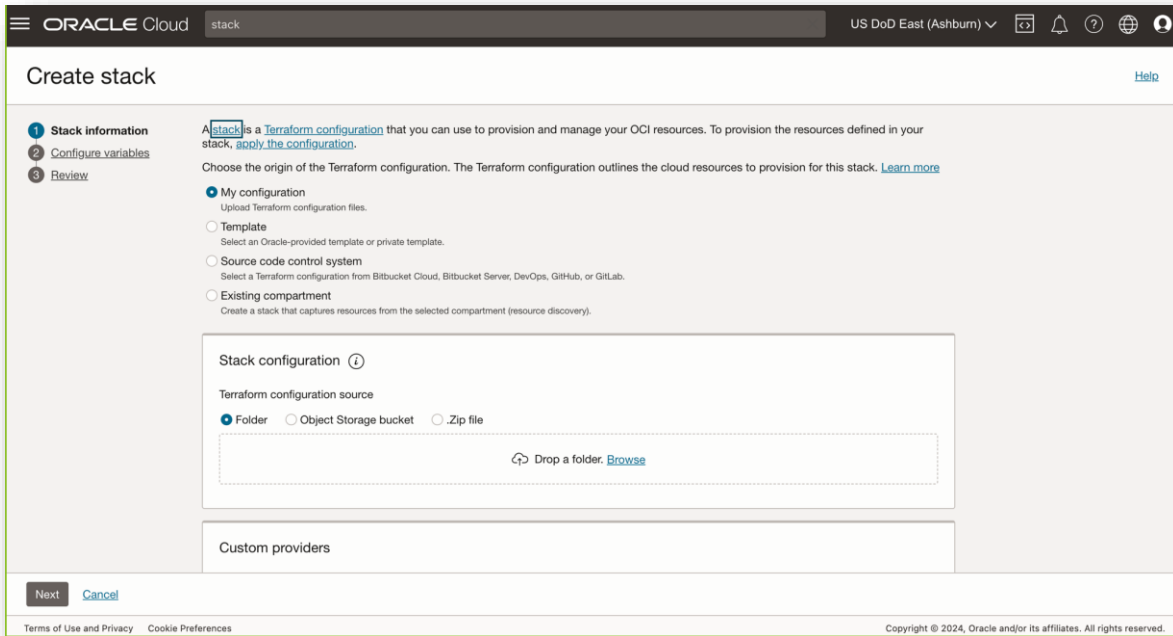 ORACLE Cloud
stack
US DoD East (Ashburn)
Create stack
Help
1 Stack information
2 Configure variables
3 Review
A stack is a Terraform configuration that you can use to provision and manage your OCI resources. To provision the resources defined in your
stack, apply the configuration.
Choose the origin of the Terraform configuration. The Terraform configuration outlines the cloud resources to provision for this stack. Learn more
My configuration
Upload Terraform configuration files.
Template
Select an Oracle-provided template or private template.
Source code control system
Select a Terraform configuration from Bitbucket Cloud, Bitbucket Server, DevOps, GitHub, or GitLab.
Existing compartment
Create a stack that captures resources from the selected compartment (resource discovery).
Stack configuration
Terraform configuration source
Folder Object Storage bucket .Zip file
Drop a folder. Browse
Custom providers
Next Cancel
Terms of Use and Privacy Cookie Preferences
Copyright © 2024, Oracle and/or its affiliates. All rights reserved.